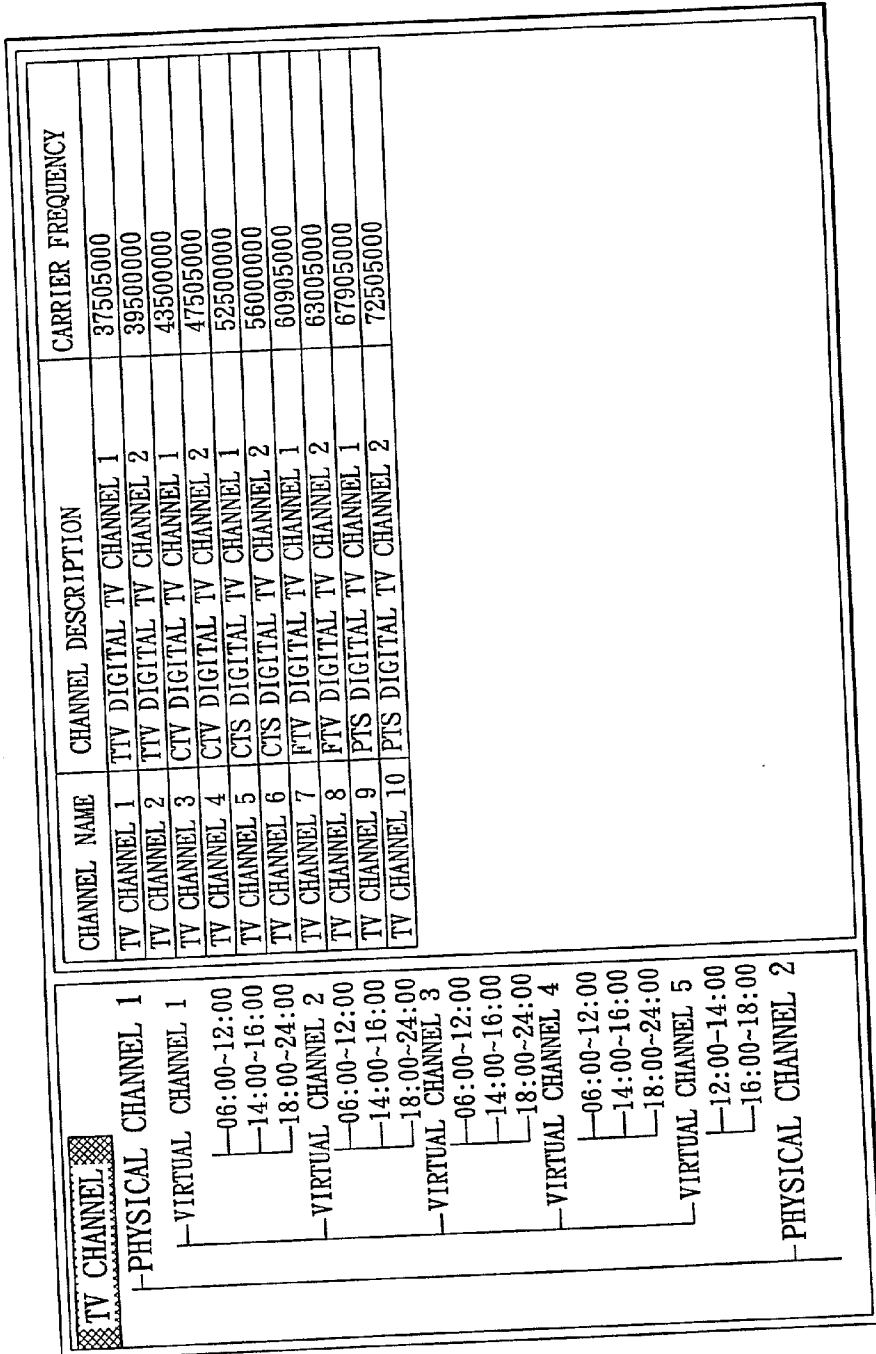 TV CHANNEL
PHYSICAL CHANNEL 1
VIRTUAL CHANNEL 1
06:00~12:00
14:00~16:00
18:00~24:00
VIRTUAL CHANNEL 2
06:00~12:00
14:00~16:00
18:00~24:00
VIRTUAL CHANNEL 3
06:00~12:00
14:00~16:00
18:00~24:00
VIRTUAL CHANNEL 4
06:00~12:00
14:00~16:00
18:00~24:00
VIRTUAL CHANNEL 5
12:00-14:00
16:00~18:00
PHYSICAL CHANNEL 2
CHANNEL NAME CHANNEL DESCRIPTION CARRIER FREQUENCY
TV CHANNEL 1 TTV DIGITAL TV CHANNEL 1 37505000
TV CHANNEL 2 TTV DIGITAL TV CHANNEL 2 39500000
TV CHANNEL 3 CTV DIGITAL TV CHANNEL 1 43500000
TV CHANNEL 4 CTV DIGITAL TV CHANNEL 2 47505000
TV CHANNEL 5 CTS DIGITAL TV CHANNEL 1 52500000
TV CHANNEL 6 CTS DIGITAL TV CHANNEL 2 56000000
TV CHANNEL 7 FTV DIGITAL TV CHANNEL 1 60905000
TV CHANNEL 8 FTV DIGITAL TV CHANNEL 2 63005000
TV CHANNEL 9 PTS DIGITAL TV CHANNEL 1 67905000
TV CHANNEL 10 PTS DIGITAL TV CHANNEL 2 72505000